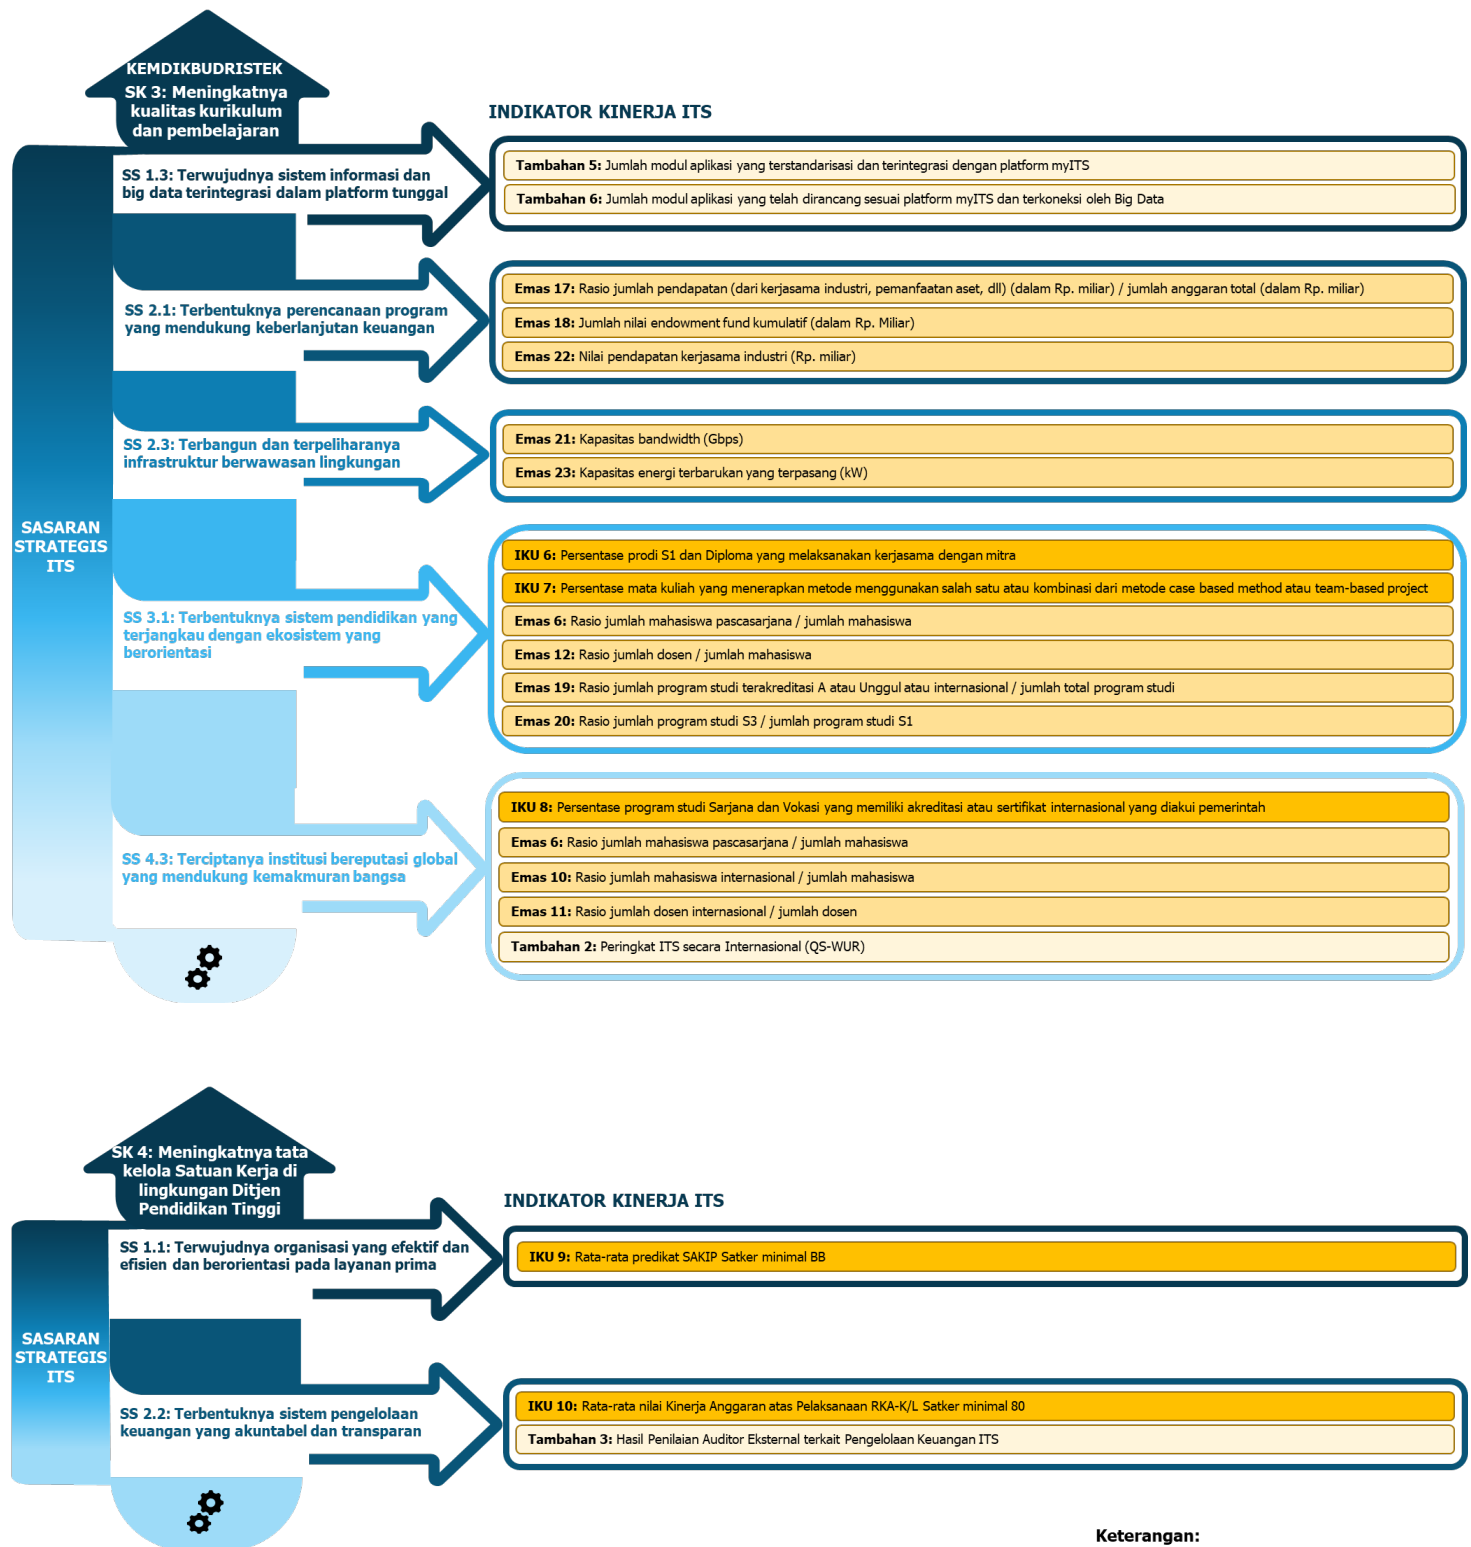 KEMDIKBUDRISTEK
SK 3: Meningkatnya
kualitas kurikulum
dan pembelajaran
INDIKATOR KINERJA ITS
SASARAN
STRATEGIS
ITS
SS 1.3: Terwujudnya sistem informasi dan
big data terintegrasi dalam platform tunggal
Tambahan 5: Jumlah modul aplikasi yang terstandarisasi dan terintegrasi dengan platform myITS
Tambahan 6: Jumlah modul aplikasi yang telah dirancang sesuai platform myITS dan terkoneksi oleh Big Data
SS 2.1: Terbentuknya perencanaan program
yang mendukung keberlanjutan keuangan
Emas 17: Rasio jumlah pendapatan (dari kerjasama industri, pemanfaatan aset, dll) (dalam Rp. miliar) / jumlah anggaran total (dalam Rp. miliar)
Emas 18: Jumlah nilai endowment fund kumulatif (dalam Rp. Miliar)
Emas 22: Nilai pendapatan kerjasama industri (Rp. miliar)
SS 2.3: Terbangun dan terpeliharanya
infrastruktur berwawasan lingkungan
Emas 21: Kapasitas bandwidth (Gbps)
Emas 23: Kapasitas energi terbarukan yang terpasang (kW)
SS 3.1: Terbentuknya sistem pendidikan yang
terjangkau dengan ekosistem yang
berorientasi
IKU 6: Persentase prodi S1 dan Diploma yang melaksanakan kerjasama dengan mitra
IKU 7: Persentase mata kuliah yang menerapkan metode menggunakan salah satu atau kombinasi dari metode case based method atau team-based project
Emas 6: Rasio jumlah mahasiswa pascasarjana / jumlah mahasiswa
Emas 12: Rasio jumlah dosen / jumlah mahasiswa
Emas 19: Rasio jumlah program studi terakreditasi A atau Unggul atau internasional / jumlah total program studi
Emas 20: Rasio jumlah program studi S3 / jumlah program studi S1
SS 4.3: Terciptanya institusi bereputasi global
yang mendukung kemakmuran bangsa
IKU 8: Persentase program studi Sarjana dan Vokasi yang memiliki akreditasi atau sertifikat internasional yang diakui pemerintah
Emas 6: Rasio jumlah mahasiswa pascasarjana / jumlah mahasiswa
Emas 10: Rasio jumlah mahasiswa internasional / jumlah mahasiswa
Emas 11: Rasio jumlah dosen internasional / jumlah dosen
Tambahan 2: Peringkat ITS secara Internasional (QS-WUR)
SK 4: Meningkatnya tata
kelola Satuan Kerja di
lingkungan Ditjen
Pendidikan Tinggi
INDIKATOR KINERJA ITS
SASARAN
STRATEGIS
ITS
SS 1.1: Terwujudnya organisasi yang efektif dan
efisien dan berorientasi pada layanan prima
IKU 9: Rata-rata predikat SAKIP Satker minimal BB
SS 2.2: Terbentuknya sistem pengelolaan
keuangan yang akuntabel dan transparan
IKU 10: Rata-rata nilai Kinerja Anggaran atas Pelaksanaan RKA-K/L Satker minimal 80
Tambahan 3: Hasil Penilaian Auditor Eksternal terkait Pengelolaan Keuangan ITS
Keterangan: